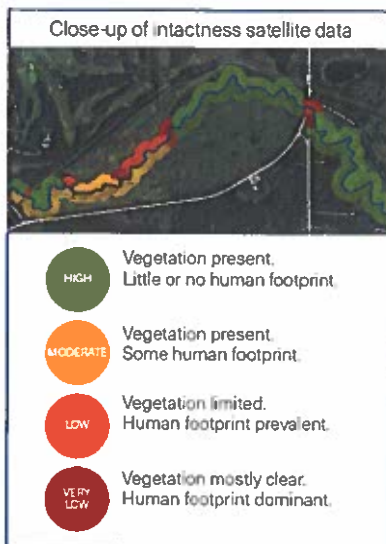 Close-up of intactness satellite data
HIGH
Vegetation present.
Little or no human footprint.
MODERATE
Vegetation present.
Some human footprint.
LOW
Vegetation limited.
Human footprint prevalent.
VERY
LOW
Vegetation mostly clear.
Human footprint dominant.